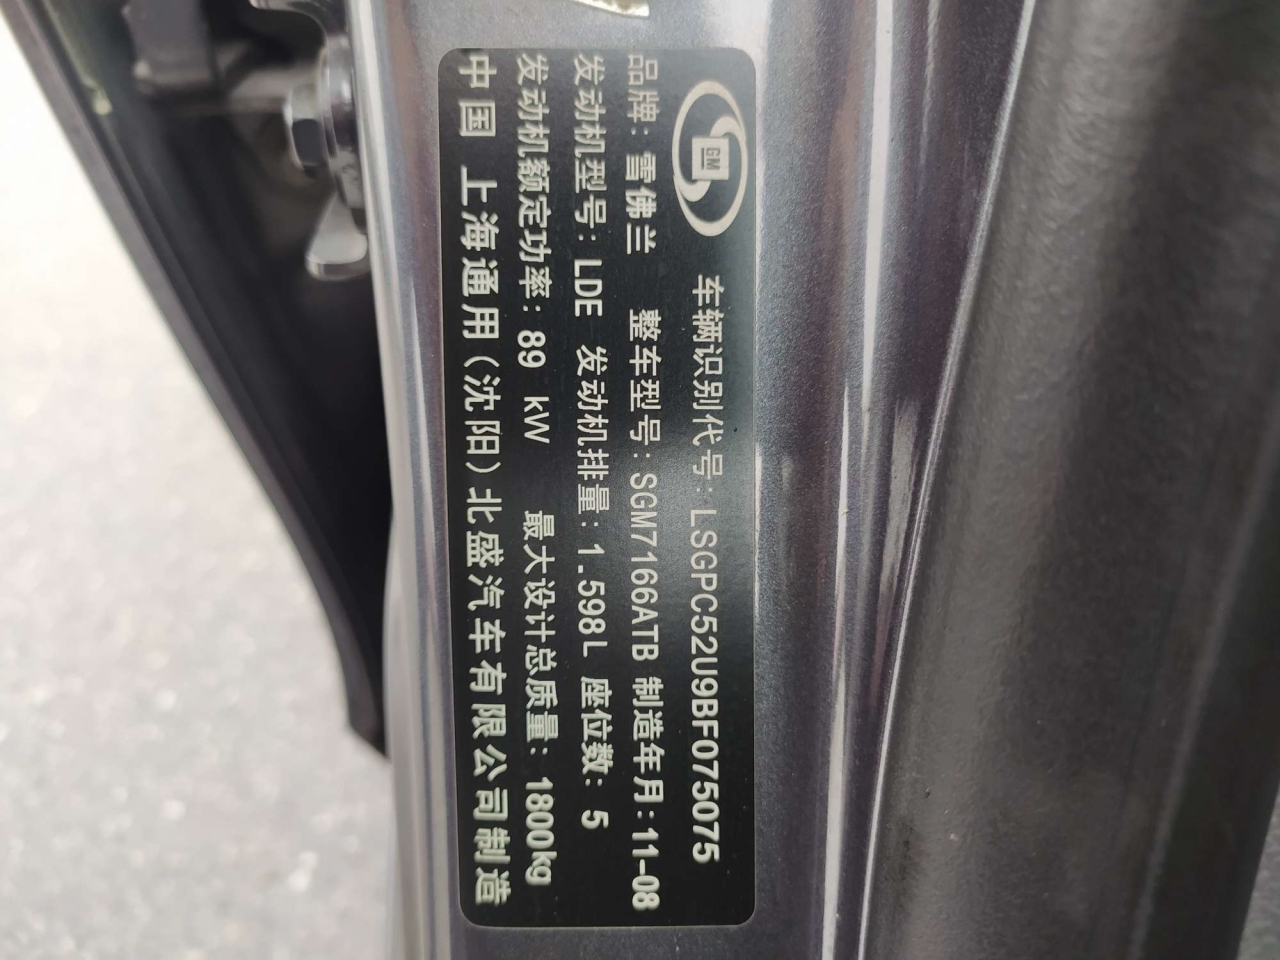 GM
车辆识别代号:LSGPC52U9BF075075
品牌: 雪佛兰 整车型号:SGM7166ATB 制造年月:11-08
发动机型号:LDE 发动机排量: 1.598L 座位数: 5
发动机额定功率: 89 kW 最大设计总质量: 1800kg
中国 上海通用(沈阳)北盛汽车有限公司制造